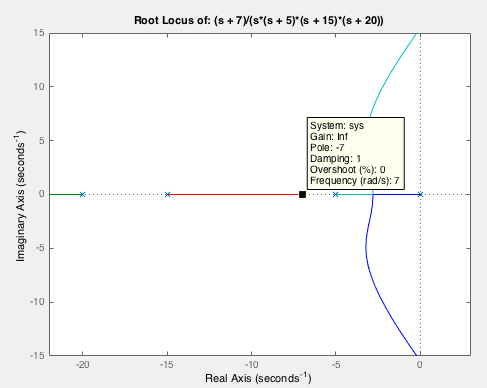 Root Locus of: (s + 7)/(s*(s + 5)*(s + 15)*(s + 20))
15
10
5
0
-5
-10
-15
Imaginary Axis (seconds⁻¹)
System: sys
Gain: Inf
Pole: -7
Damping: 1
Overshoot (%): 0
Frequency (rad/s): 7
-20
-15
-10
-5
0
Real Axis (seconds⁻¹)